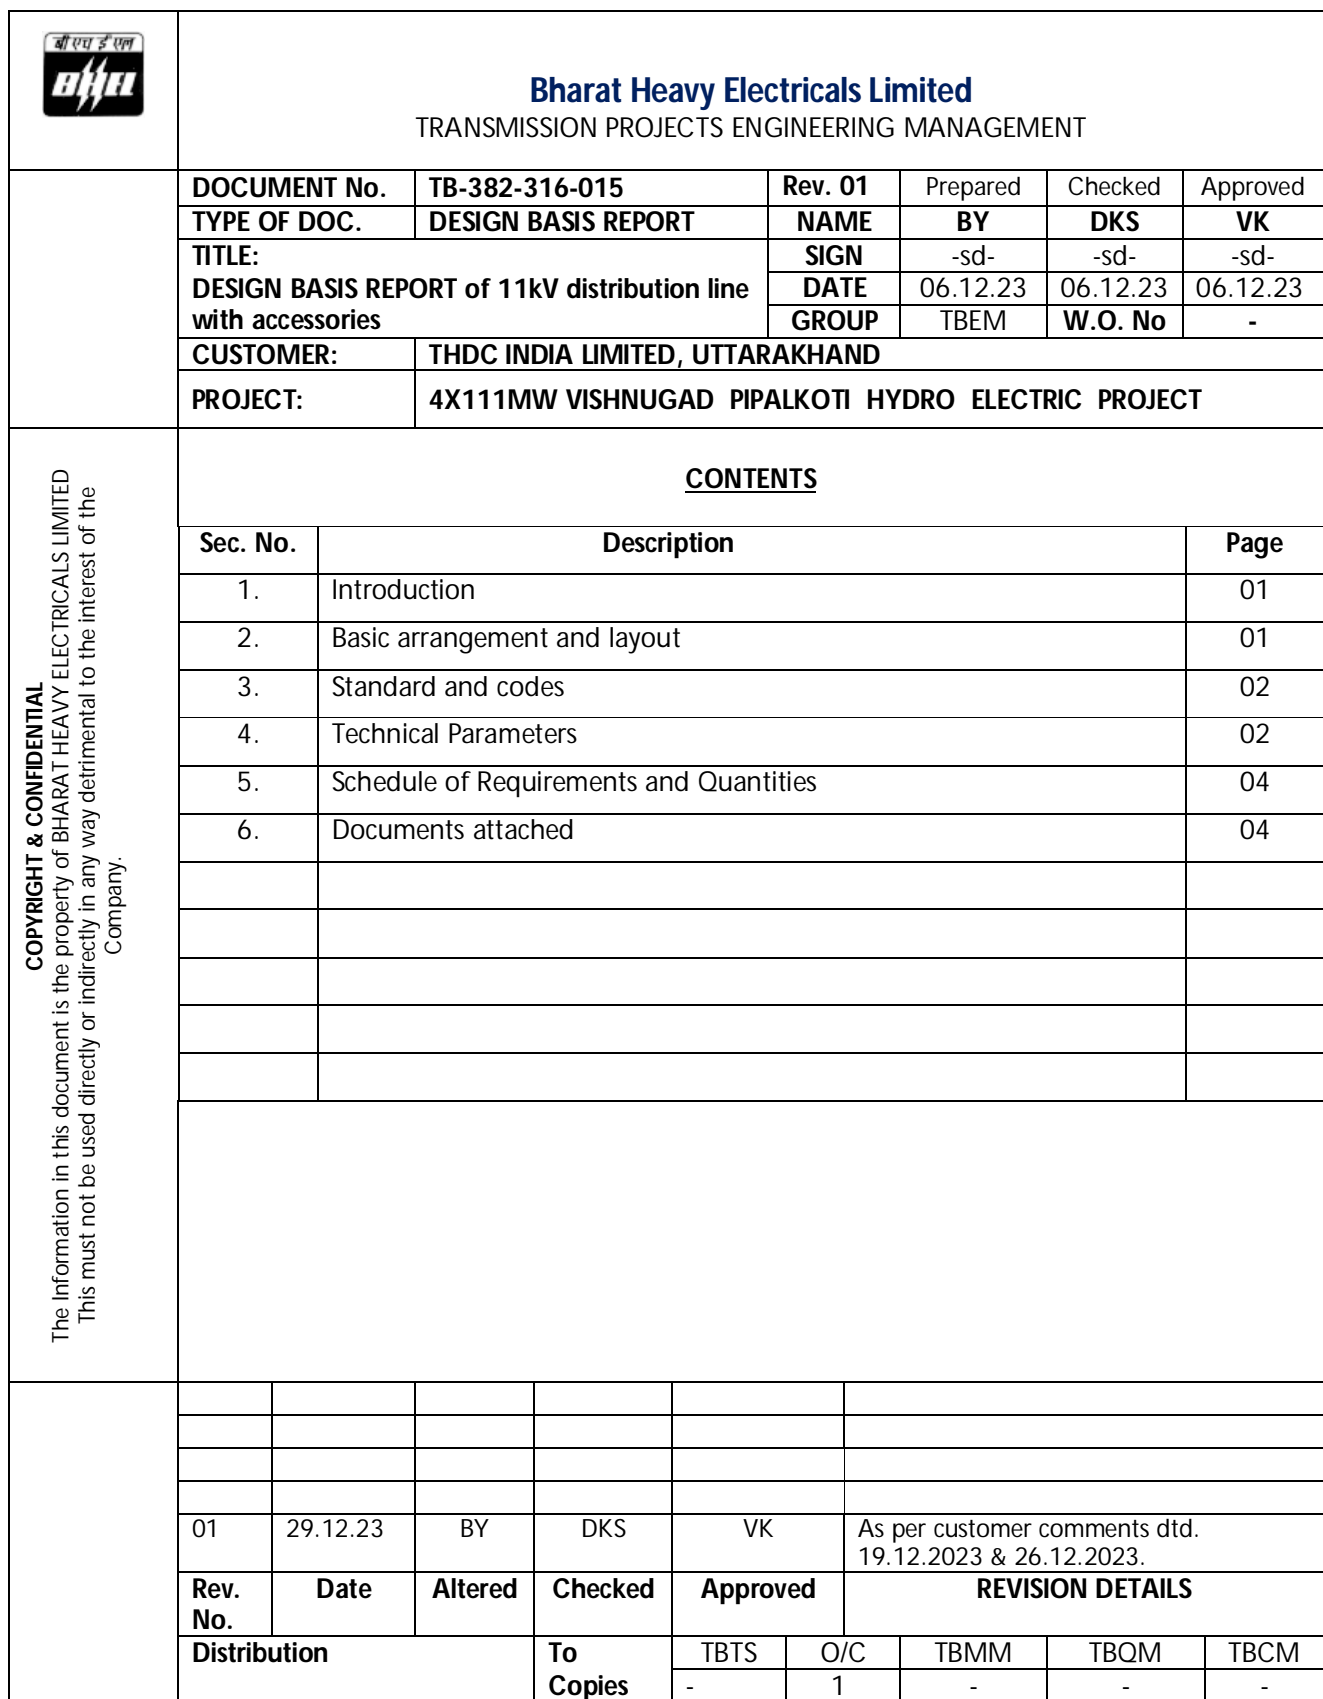 बी एच ई एल
BHEL
Bharat Heavy Electricals Limited
TRANSMISSION PROJECTS ENGINEERING MANAGEMENT
DOCUMENT No. TB-382-316-015 Rev. 01 Prepared Checked Approved
TYPE OF DOC. DESIGN BASIS REPORT NAME BY DKS VK
TITLE: SIGN -sd- -sd- -sd-
DESIGN BASIS REPORT of 11kV distribution line DATE 06.12.23 06.12.23 06.12.23
with accessories GROUP TBEM W.O. No -
CUSTOMER: THDC INDIA LIMITED, UTTARAKHAND
PROJECT: 4X111MW VISHNUGAD PIPALKOTI HYDRO ELECTRIC PROJECT
COPYRIGHT & CONFIDENTIAL
The Information in this document is the property of BHARAT HEAVY ELECTRICALS LIMITED
This must not be used directly or indirectly in any way detrimental to the interest of the
Company.
CONTENTS
Sec. No. Description Page
1. Introduction 01
2. Basic arrangement and layout 01
3. Standard and codes 02
4. Technical Parameters 02
5. Schedule of Requirements and Quantities 04
6. Documents attached 04
01 29.12.23 BY DKS VK As per customer comments dtd.
19.12.2023 & 26.12.2023.
Rev. Date Altered Checked Approved REVISION DETAILS
No.
Distribution To TBTS O/C TBMM TBQM TBCM
Copies - 1 - - -